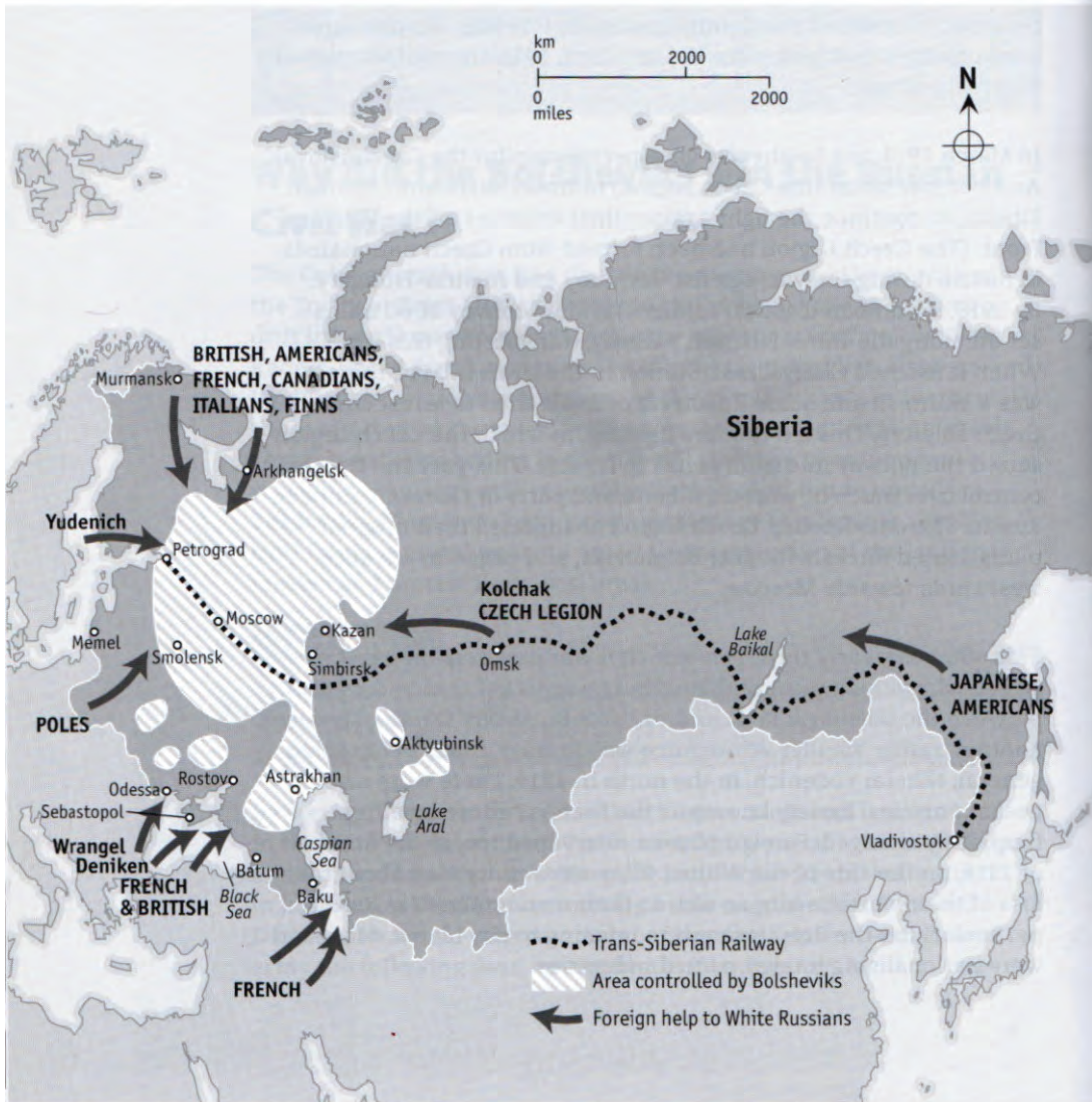 km
0 2000
0 2000
miles
N
BRITISH, AMERICANS,
FRENCH, CANADIANS,
ITALIANS, FINNS
Murmansk
Arkhangelsk
Siberia
Yudenich
Petrograd
Moscow
Memel
Smolensk
Kazan
Simbirsk
Kolchak
CZECH LEGION
Omsk
Lake
Baikal
JAPANESE,
AMERICANS
POLES
Aktyubinsk
Rostov
Astrakhan
Odessa
Sebastopol
Lake
Aral
Wrangel
Deniken
FRENCH
& BRITISH
Black
Sea
Batum
Caspian
Sea
Baku
Vladivostok
FRENCH
Trans-Siberian Railway
Area controlled by Bolsheviks
Foreign help to White Russians